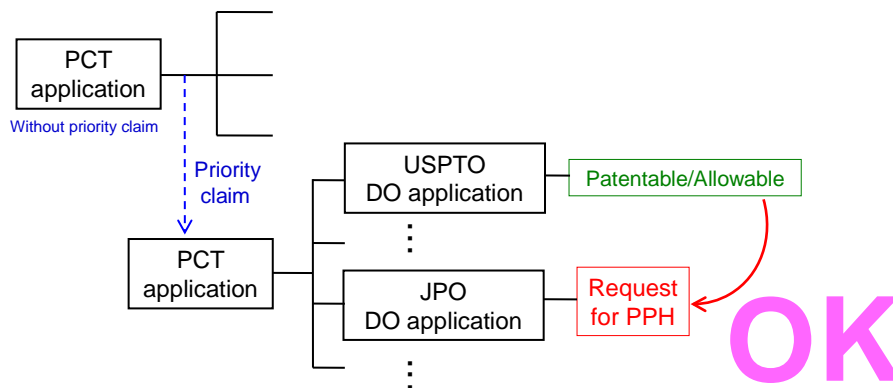 PCT
application
Without priority claim
Priority
claim
USPTO
DO application
Patentable/Allowable
⋮
PCT
application
JPO
DO application
Request
for PPH
OK
⋮